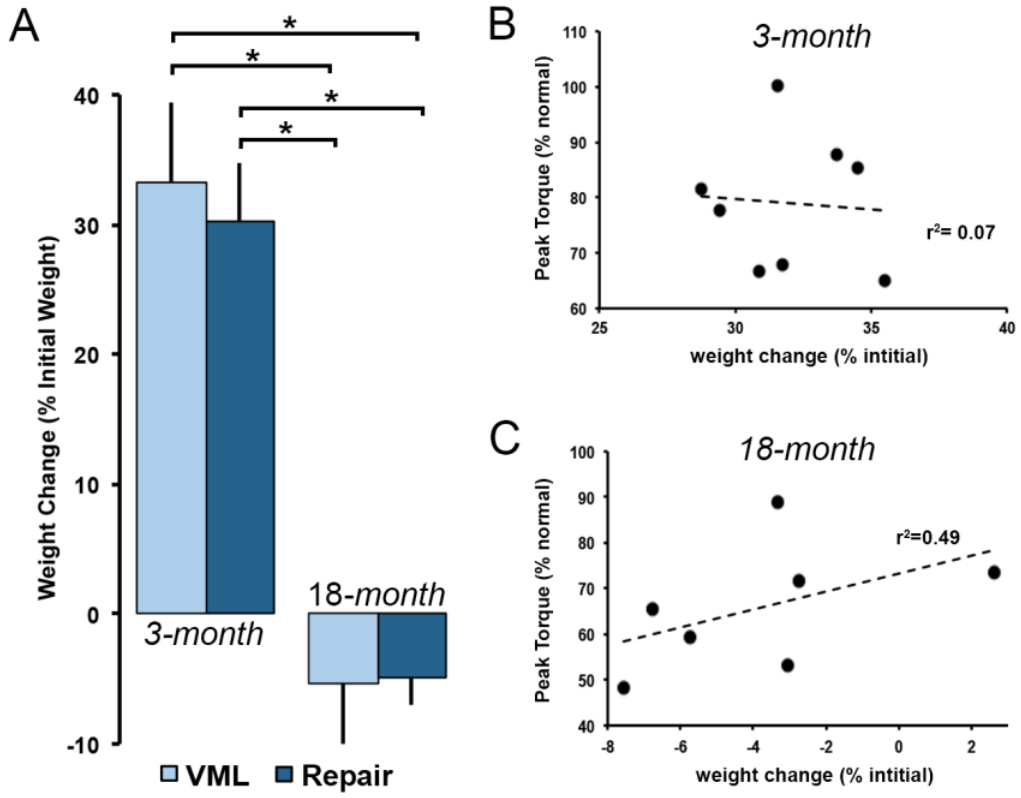 A
*
*
*
*
Weight Change (% Initial Weight)
40
30
20
10
0
-10
3-month
18-month
VML
Repair
B
3-month
Peak Torque (% normal)
110
100
90
80
70
60
r²= 0.07
25 30 35 40
weight change (% intitial)
C
18-month
Peak Torque (% normal)
100
90
80
70
60
50
40
r²=0.49
-8 -6 -4 -2 0 2
weight change (% intitial)